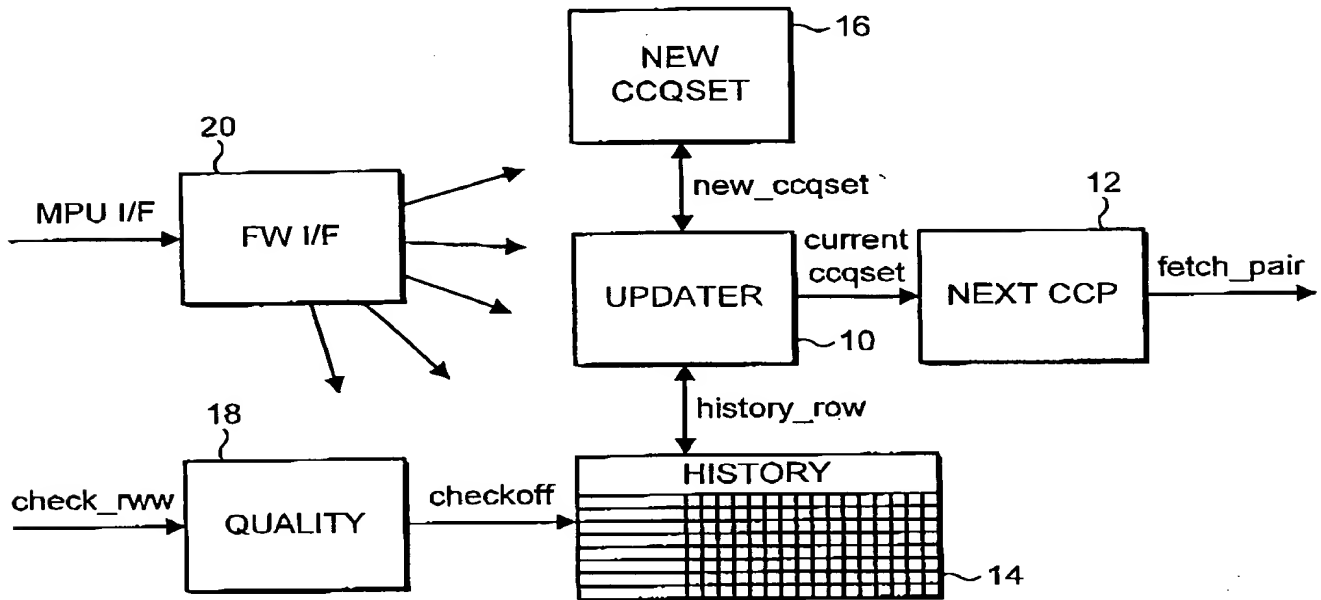 16
NEW
CCQSET
20
new_ccqset
12
MPU I/F
FW I/F
current
ccqset
fetch_pair
UPDATER
NEXT CCP
10
history_row
18
HISTORY
check_rww
checkoff
QUALITY
14